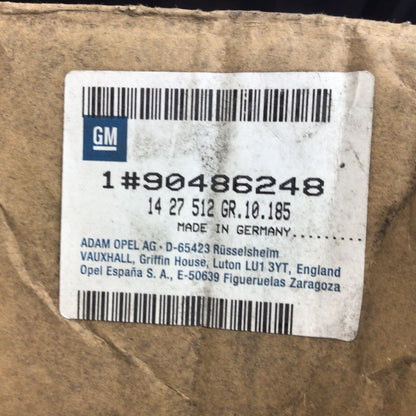 GM
1#90486248
14 27 512 GR.10.185
MADE IN GERMANY............
ADAM OPEL AG · D-65423 Rüsselsheim
VAUXHALL, Griffin House, Luton LU1 3YT, England
Opel España S. A., E-50639 Figueruelas Zaragoza